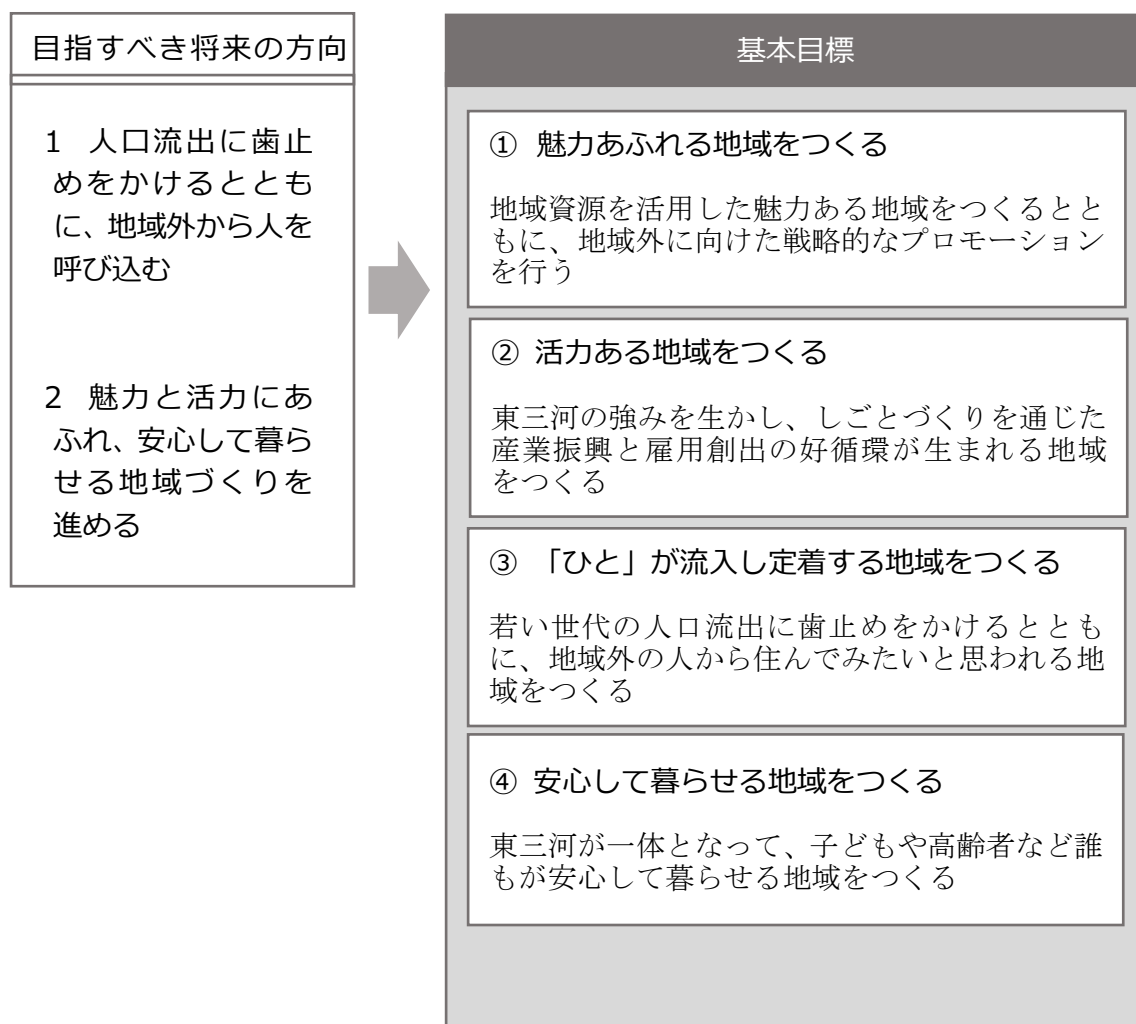 目指すべき将来の方向
1 人口流出に歯止
めをかけるととも
に、地域外から人を
呼び込む
2 魅力と活力にあ
ふれ、安心して暮ら
せる地域づくりを
進める
基本目標
① 魅力あふれる地域をつくる
地域資源を活用した魅力ある地域をつくるとと
もに、地域外に向けた戦略的なプロモーション
を行う
② 活力ある地域をつくる
東三河の強みを生かし、しごとづくりを通じた
産業振興と雇用創出の好循環が生まれる地域
をつくる
③ 「ひと」が流入し定着する地域をつくる
若い世代の人口流出に歯止めをかけるととも
に、地域外の人から住んでみたいと思われる地
域をつくる
④ 安心して暮らせる地域をつくる
東三河が一体となって、子どもや高齢者など誰
もが安心して暮らせる地域をつくる